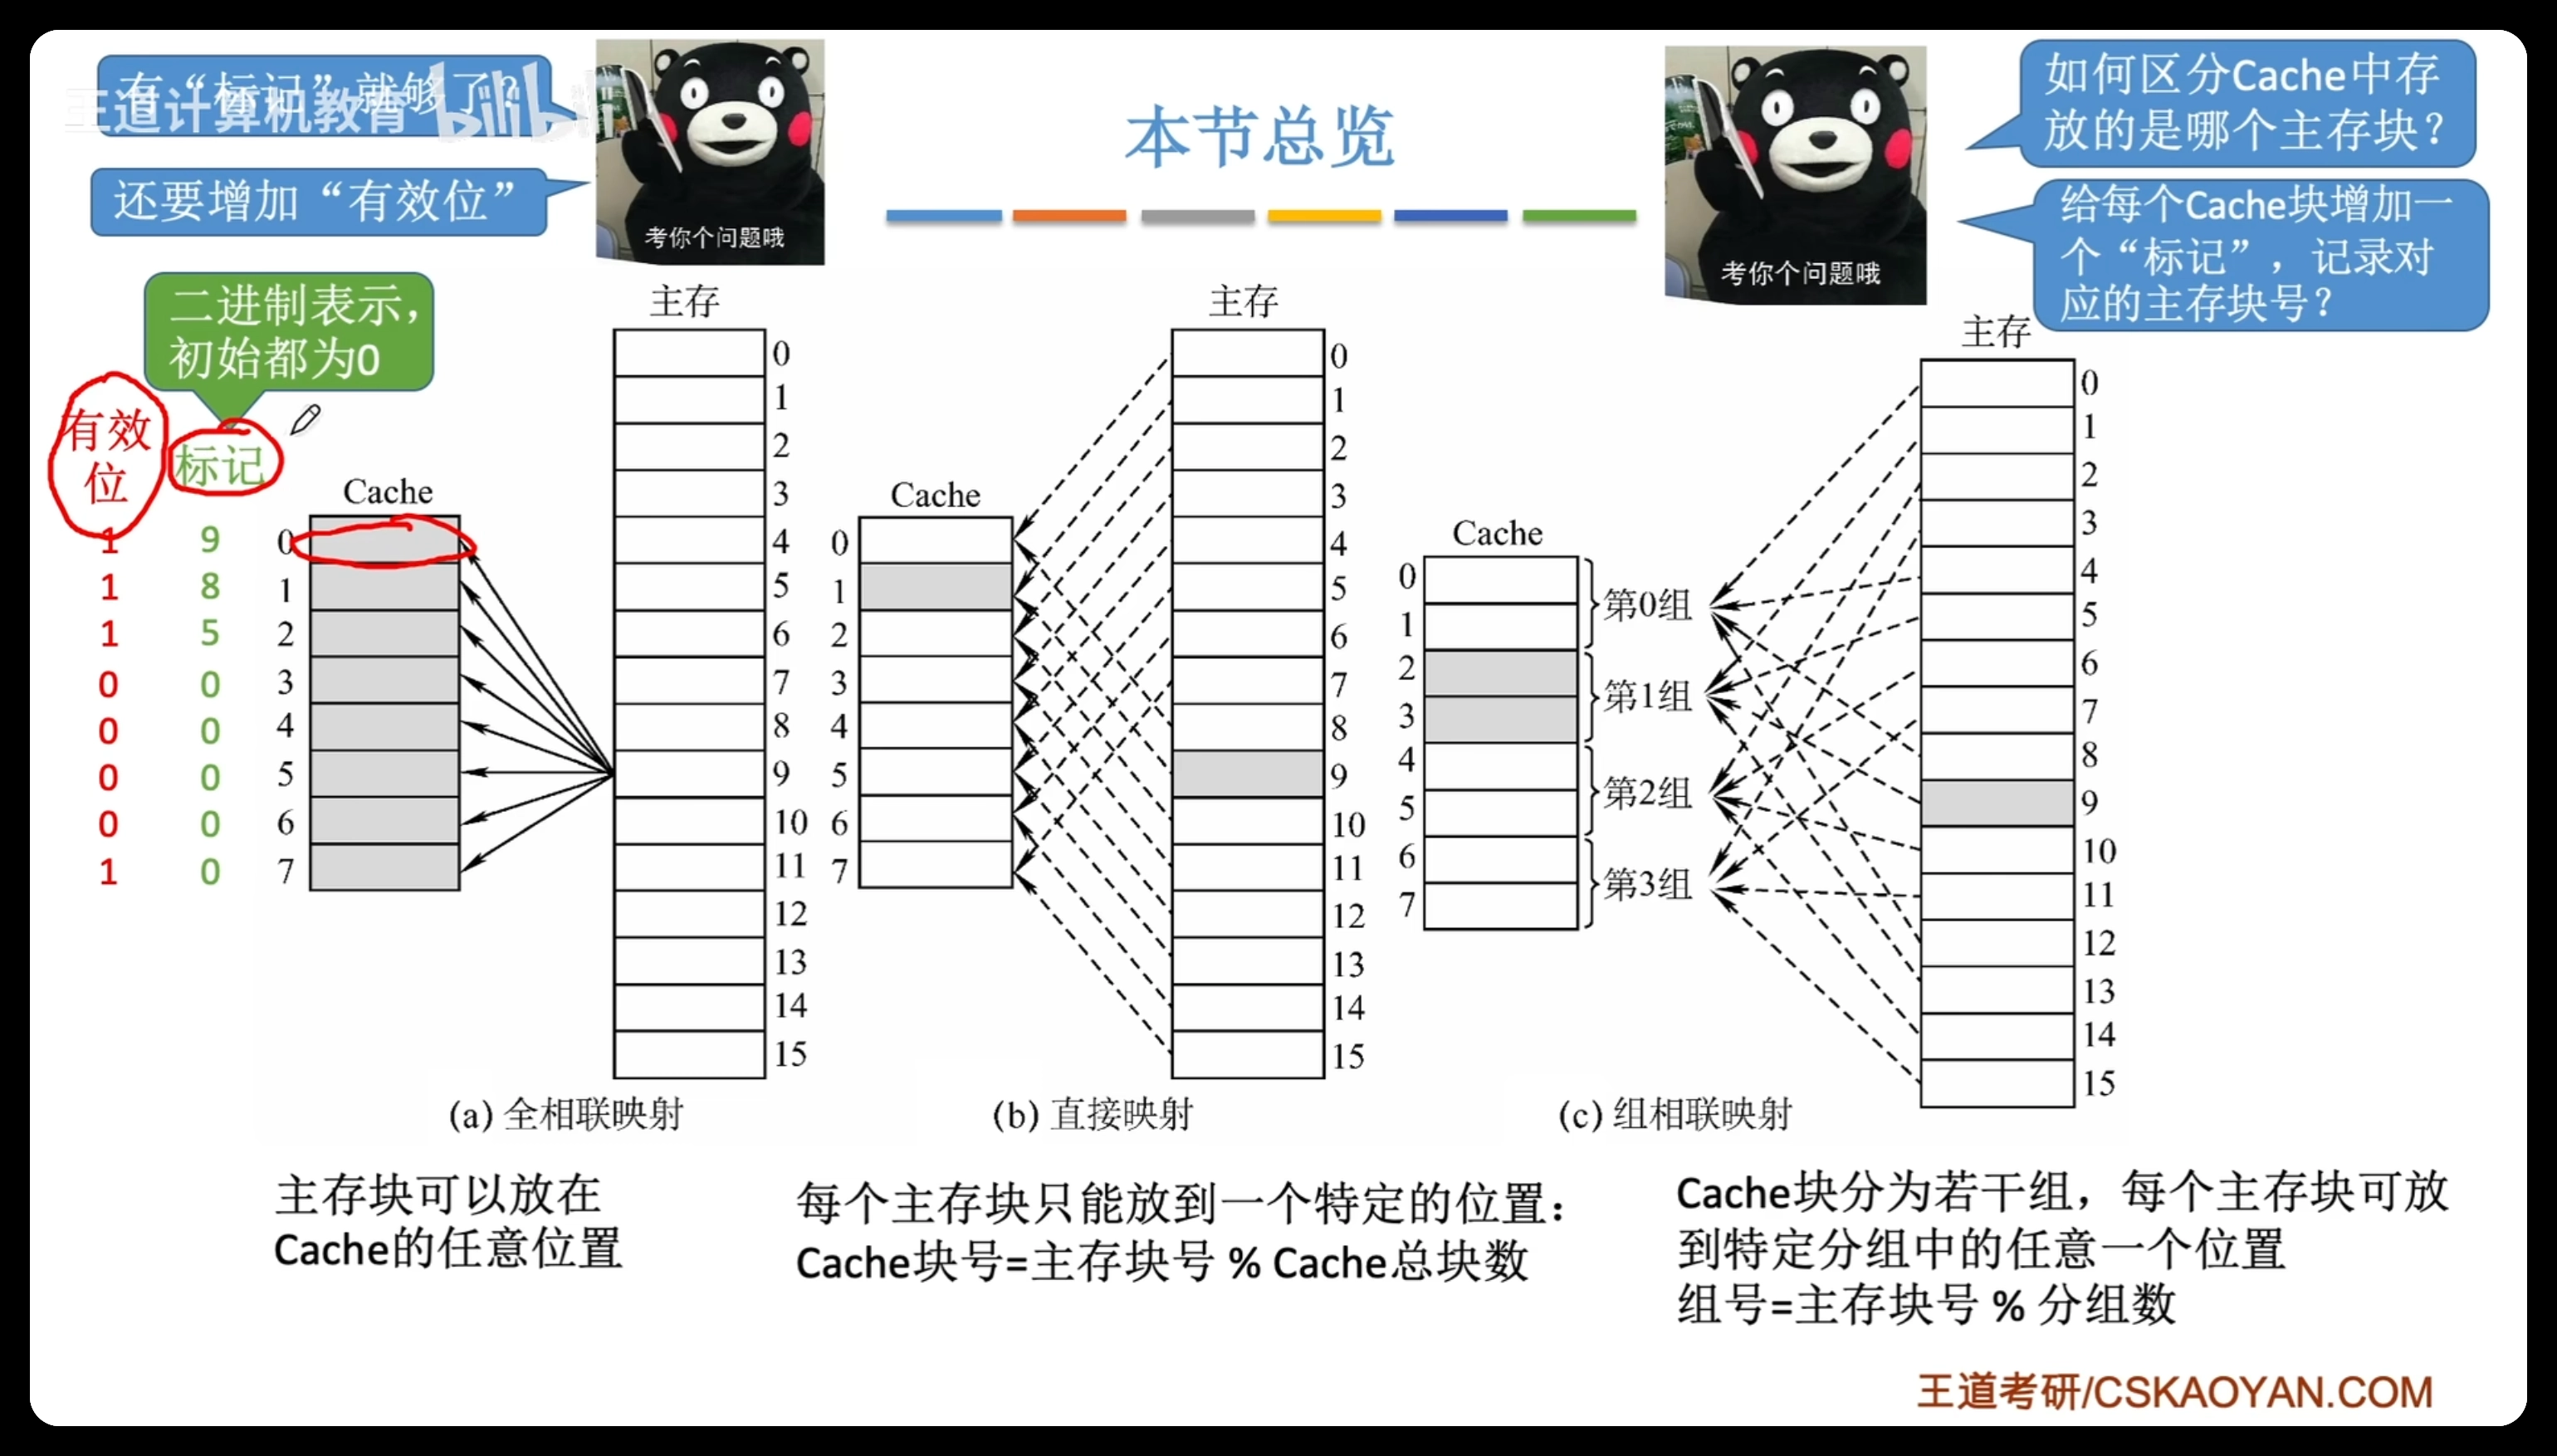 有“标记”就够了？
王道计算机教育 bilibili
还要增加“有效位”
考你个问题哦
本节总览
考你个问题哦
如何区分Cache中存
放的是哪个主存块？
给每个Cache块增加一
个“标记”，记录对
应的主存块号？
二进制表示，
初始都为0
有效
位
标记
1 9
1 8
1 5
0 0
0 0
0 0
0 0
1 0
Cache
0
1
2
3
4
5
6
7
主存
0
1
2
3
4
5
6
7
8
9
10
11
12
13
14
15
(a) 全相联映射
主存块可以放在
Cache的任意位置
Cache
0
1
2
3
4
5
6
7
主存
0
1
2
3
4
5
6
7
8
9
10
11
12
13
14
15
(b) 直接映射
每个主存块只能放到一个特定的位置：
Cache块号=主存块号 % Cache总块数
Cache
0
1
2
3
4
5
6
7
第0组
第1组
第2组
第3组
主存
0
1
2
3
4
5
6
7
8
9
10
11
12
13
14
15
(c) 组相联映射
Cache块分为若干组，每个主存块可放
到特定分组中的任意一个位置
组号=主存块号 % 分组数
王道考研/CSKAOYAN.COM